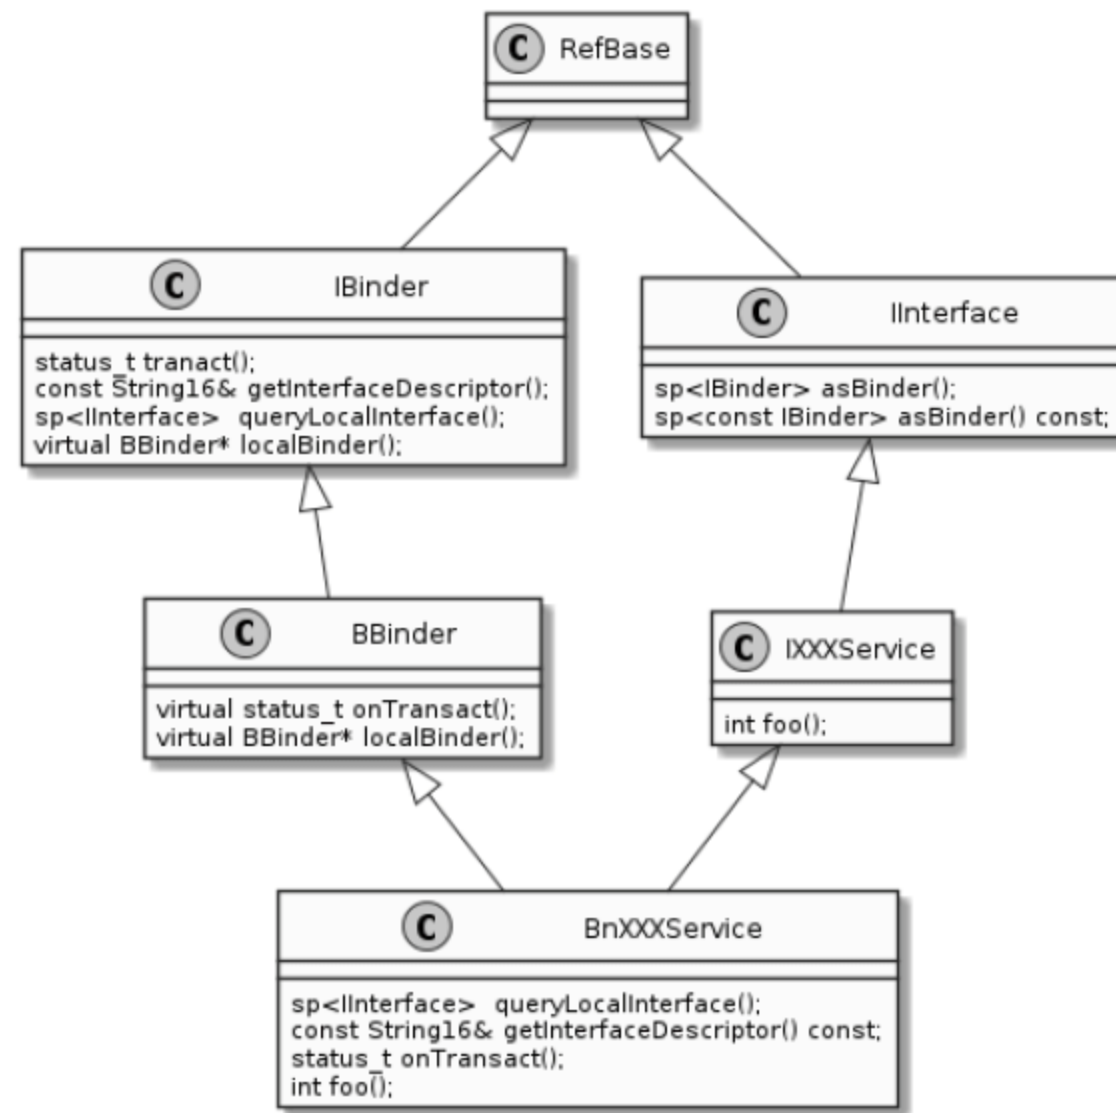 C RefBase
C IBinder
status_t tranact();
const String16& getInterfaceDescriptor();
sp<IInterface> queryLocalInterface();
virtual BBinder* localBinder();
C IInterface
sp<IBinder> asBinder();
sp<const IBinder> asBinder() const;
C BBinder
virtual status_t onTransact();
virtual BBinder* localBinder();
C IXXXService
int foo();
C BnXXXService
sp<IInterface> queryLocalInterface();
const String16& getInterfaceDescriptor() const;
status_t onTransact();
int foo();